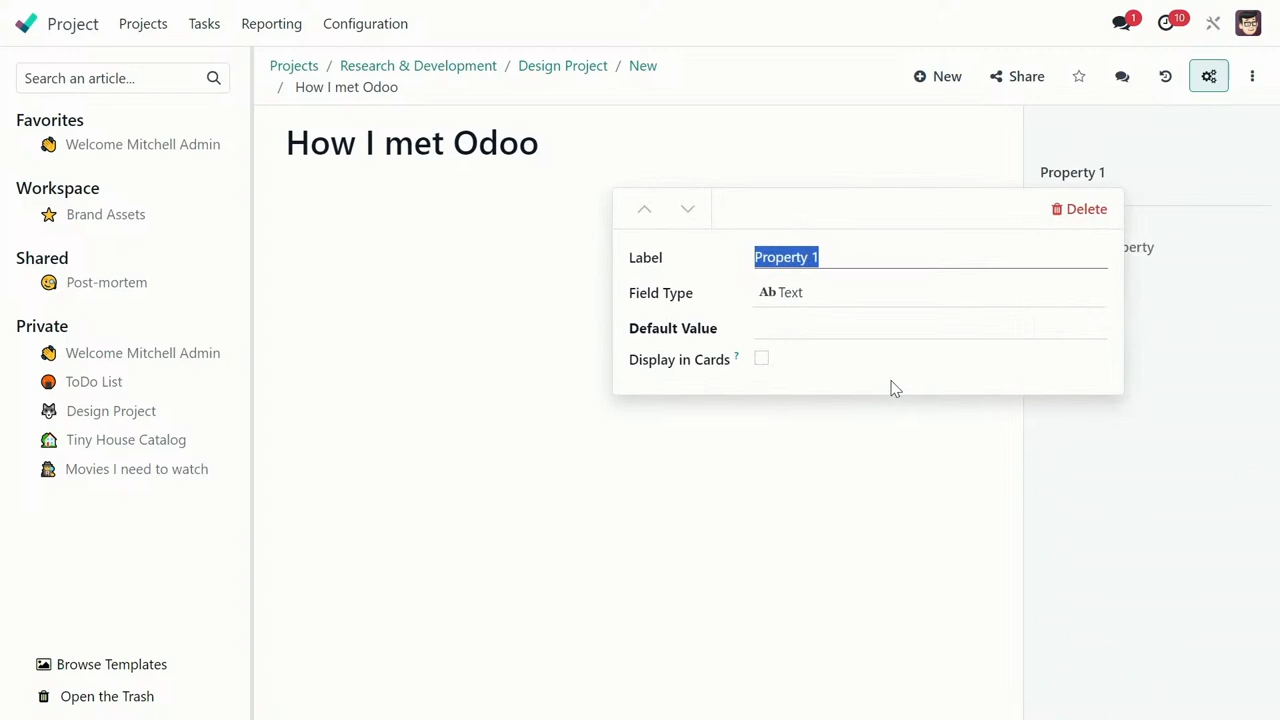 Project Projects Tasks Reporting Configuration 1 10
Search an article...
Favorites
Welcome Mitchell Admin
Workspace
Brand Assets
Shared
Post-mortem
Private
Welcome Mitchell Admin
ToDo List
Design Project
Tiny House Catalog
Movies I need to watch
Browse Templates
Open the Trash
Projects / Research & Development / Design Project / New
/ How I met Odoo
New Share
How I met Odoo
Property 1
Delete
Label Property 1
Field Type Ab Text
Default Value
Display in Cards ?
perty